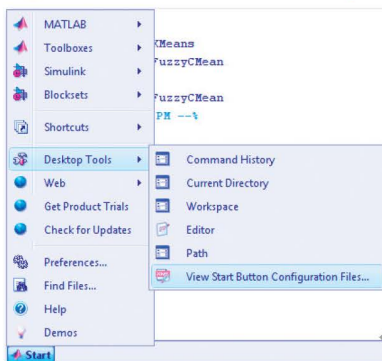 MATLAB
Toolboxes
Simulink
Blocksets
Shortcuts
Desktop Tools
Web
Get Product Trials
Check for Updates
Preferences...
Find Files...
Help
Demos
Start
KMeans
FuzzyCMean
FuzzyCMean
PM --%
Command History
Current Directory
Workspace
Editor
Path
View Start Button Configuration Files...